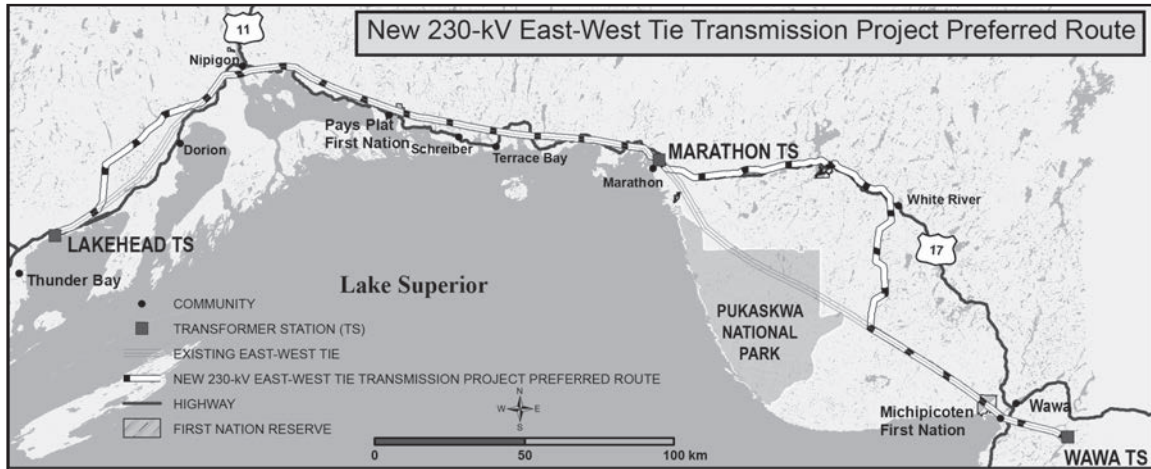 New 230-kV East-West Tie Transmission Project Preferred Route
11
Nipigon
Dorion
Pays Plat
First Nation
Schreiber
Terrace Bay
MARATHON TS
Marathon
White River
17
LAKEHEAD TS
Thunder Bay
Lake Superior
PUKASKWA
NATIONAL
PARK
COMMUNITY
TRANSFORMER STATION (TS)
EXISTING EAST-WEST TIE
NEW 230-kV EAST-WEST TIE TRANSMISSION PROJECT PREFERRED ROUTE
HIGHWAY
FIRST NATION RESERVE
N
W E
S
0 50 100 km
Michipicoten
First Nation
Wawa
WAWA TS